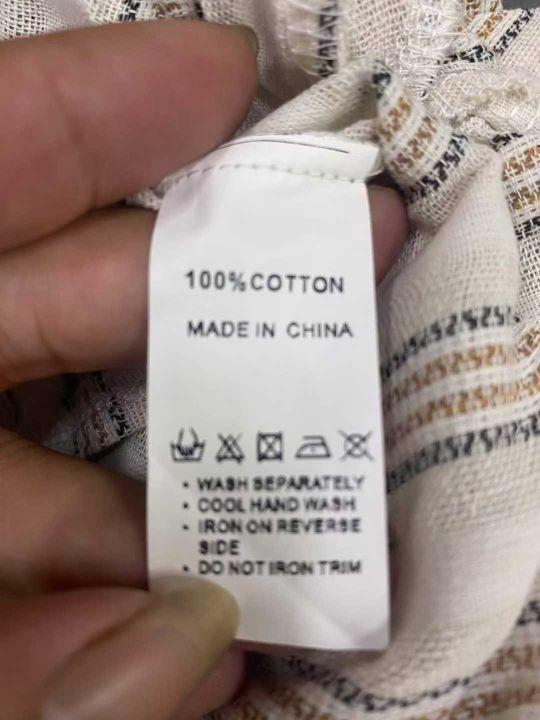 100% COTTON
MADE IN CHINA
• WASH SEPARATELY
• COOL HAND WASH
• IRON ON REVERSE
SIDE
• DO NOT IRON TRIM